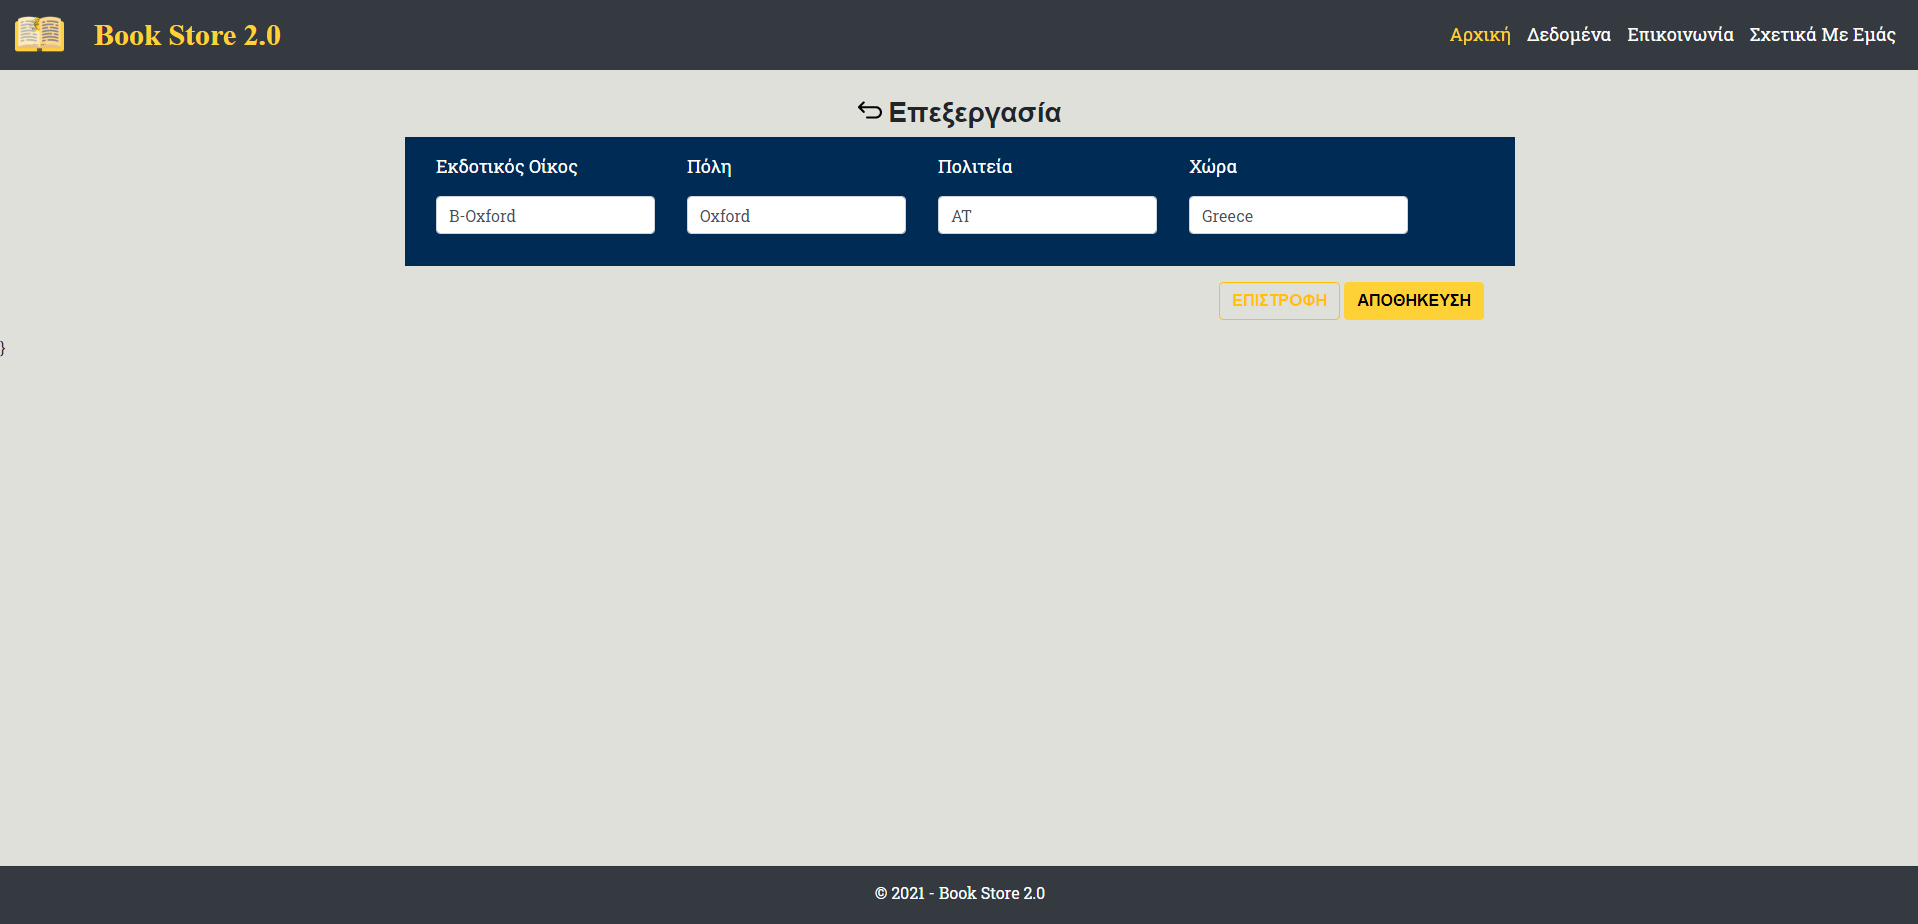 Book Store 2.0
Αρχική Δεδομένα Επικοινωνία Σχετικά Με Εμάς
Επεξεργασία
Εκδοτικός Οίκος Πόλη Πολιτεία Χώρα
B-Oxford Oxford AT Greece
ΕΠΙΣΤΡΟΦΗ ΑΠΟΘΗΚΕΥΣΗ
}
© 2021 - Book Store 2.0